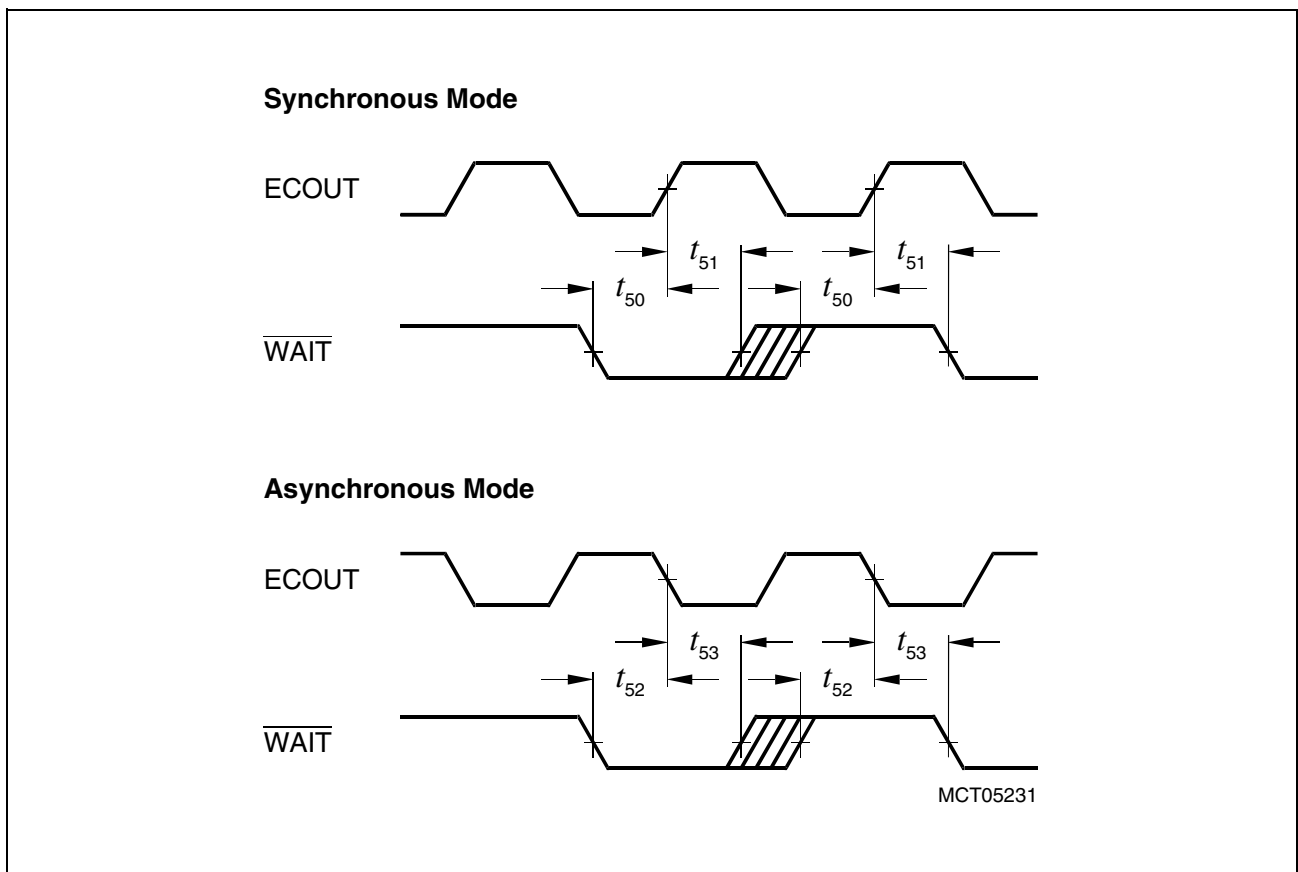 Synchronous Mode
ECOUT
t51 t51
t50 t50
WAIT
Asynchronous Mode
ECOUT
t53 t53
t52 t52
WAIT
MCT05231